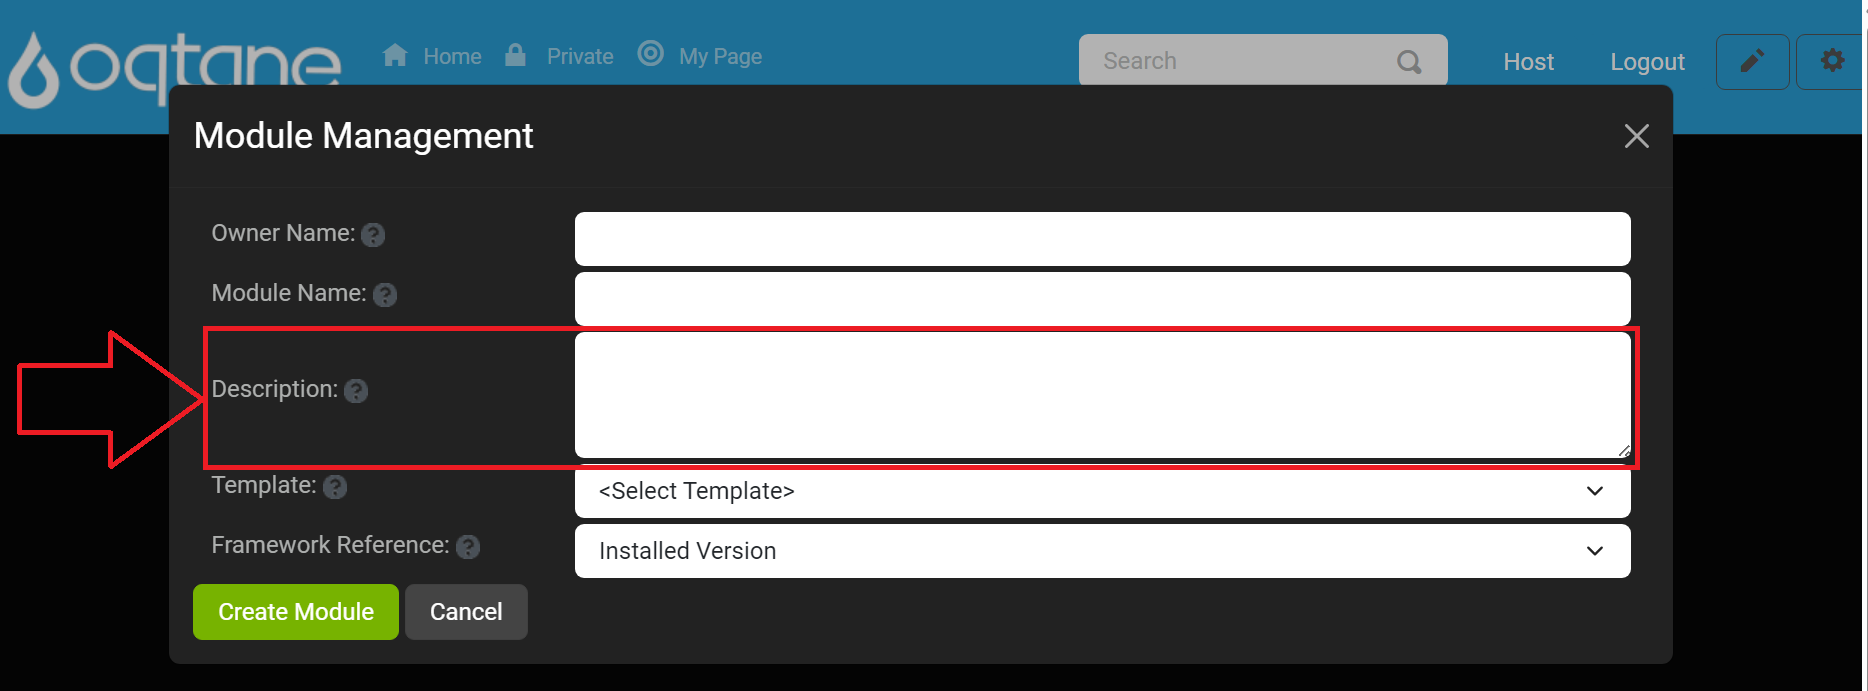 oqtane
Home Private My Page Search Host Logout
Module Management
Owner Name: ?
Module Name: ?
Description: ?
Template: ? <Select Template>
Framework Reference: ? Installed Version
Create Module Cancel